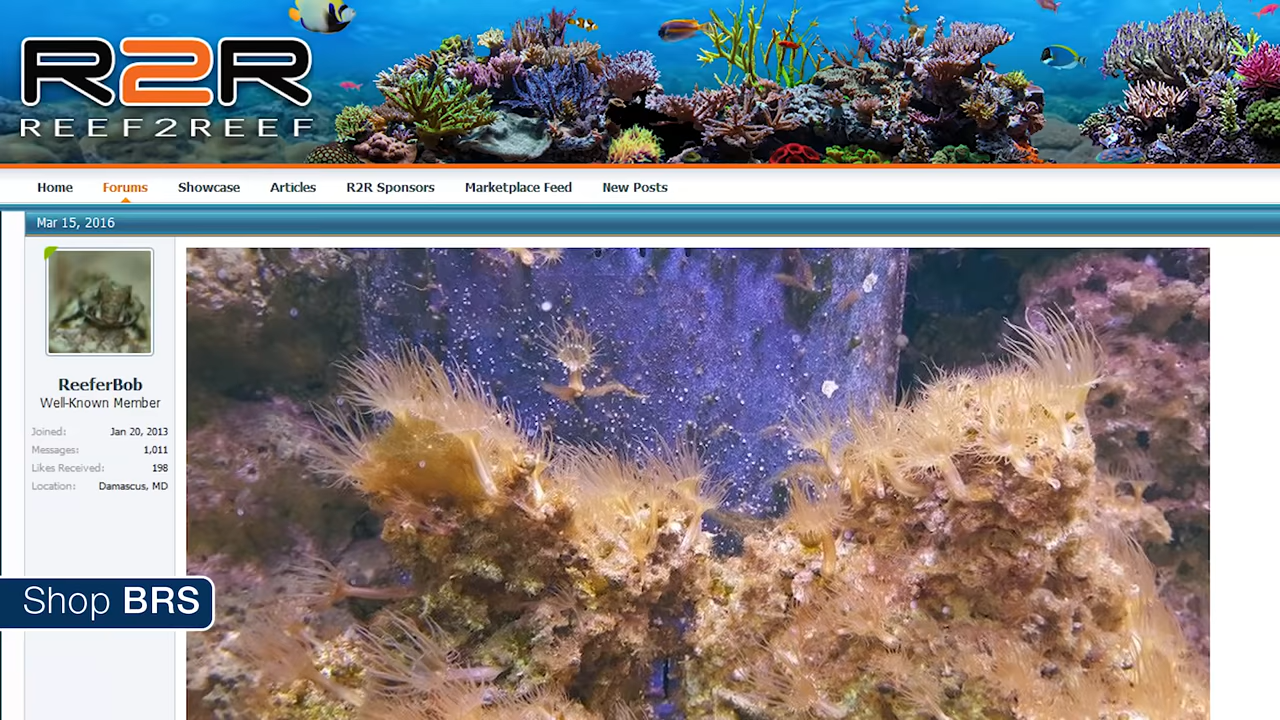 R2R
REEF2REEF
Home Forums Showcase Articles R2R Sponsors Marketplace Feed New Posts
Mar 15, 2016
ReeferBob
Well-Known Member
Joined: Jan 20, 2013
Messages: 1,011
Likes Received: 198
Location: Damascus, MD
Shop BRS